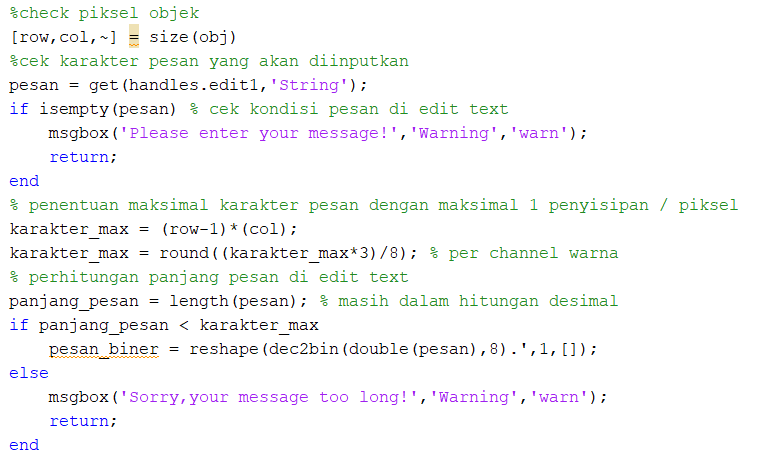 %check piksel objek
[row,col,~] = size(obj)
%cek karakter pesan yang akan diinputkan
pesan = get(handles.edit1,'String');
if isempty(pesan) % cek kondisi pesan di edit text
    msgbox('Please enter your message!','Warning','warn');
    return;
end
% penentuan maksimal karakter pesan dengan maksimal 1 penyisipan / piksel
karakter_max = (row-1)*(col);
karakter_max = round((karakter_max*3)/8); % per channel warna
% perhitungan panjang pesan di edit text
panjang_pesan = length(pesan); % masih dalam hitungan desimal
if panjang_pesan < karakter_max
    pesan_biner = reshape(dec2bin(double(pesan),8).',1,[]);
else
    msgbox('Sorry,your message too long!','Warning','warn');
    return;
end